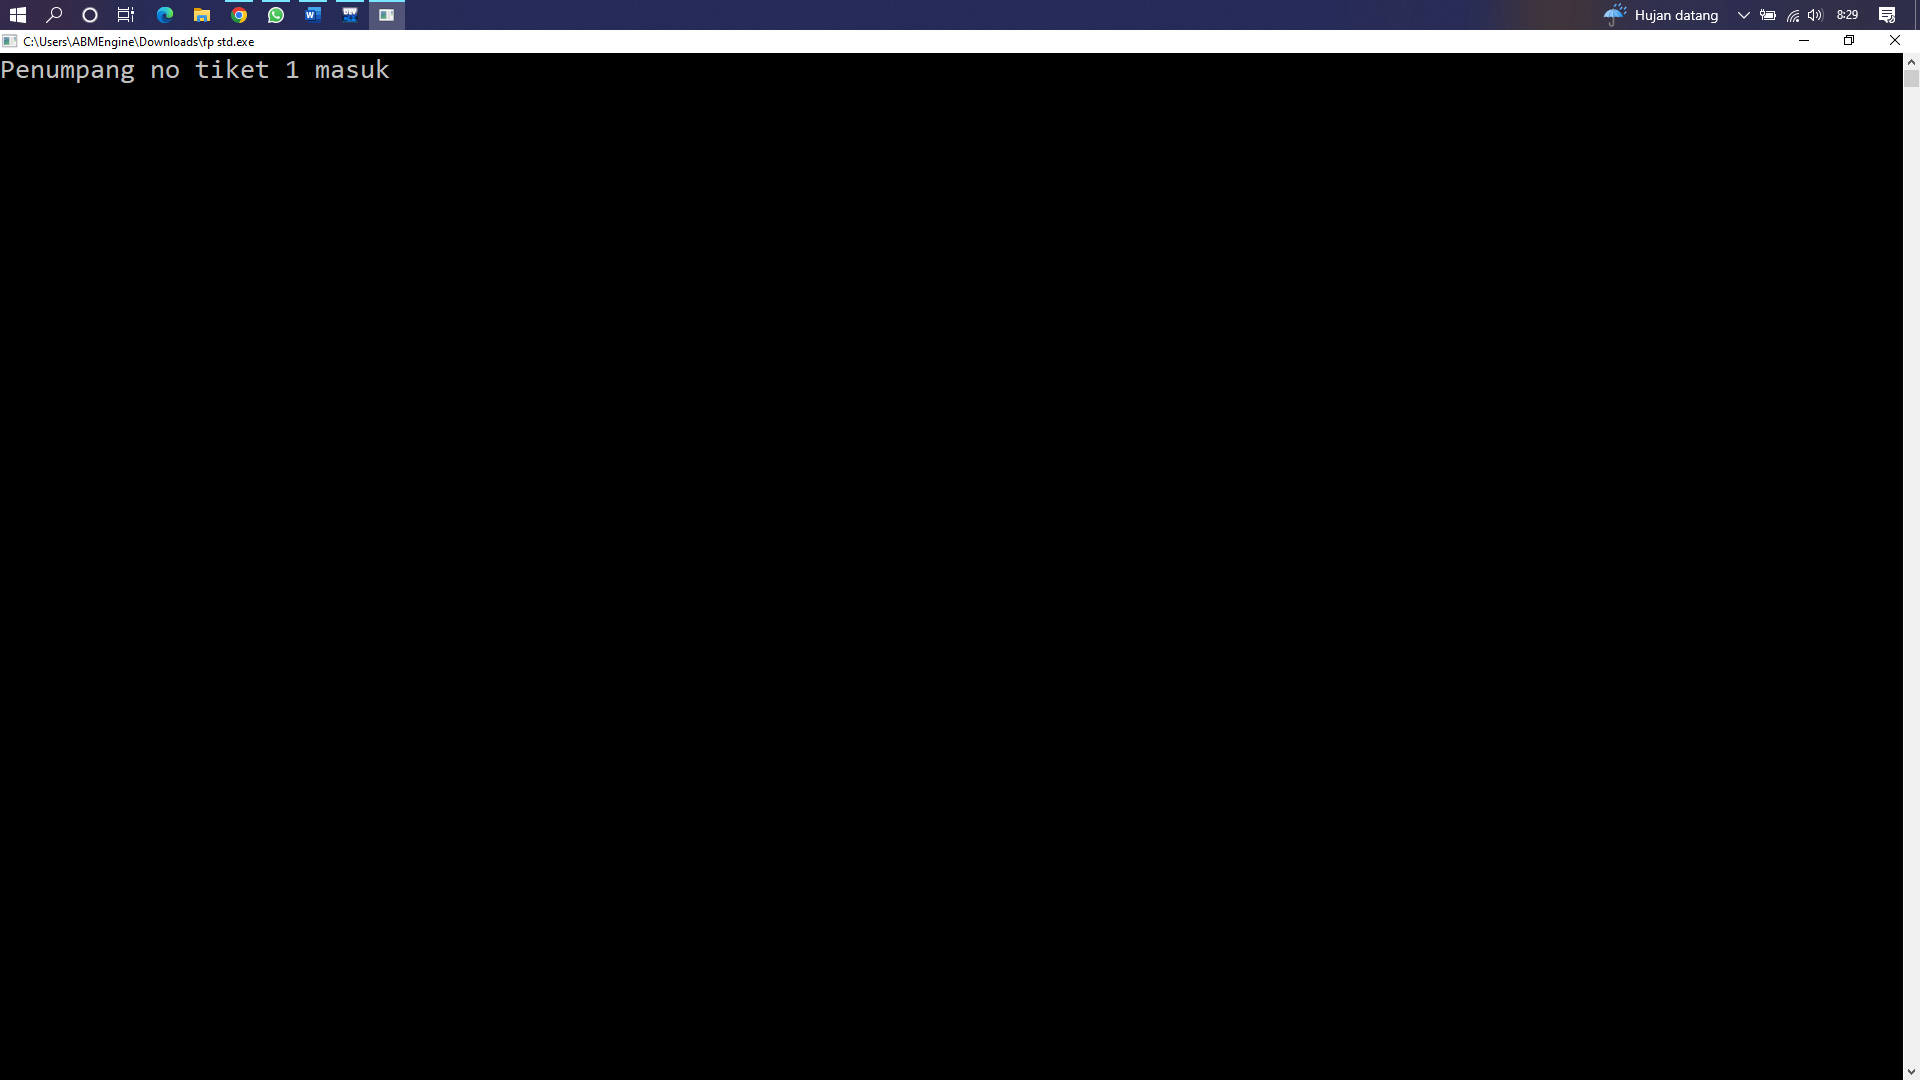 Hujan datang
8:29
C:\Users\ABMEngine\Downloads\fp std.exe
Penumpang no tiket 1 masuk